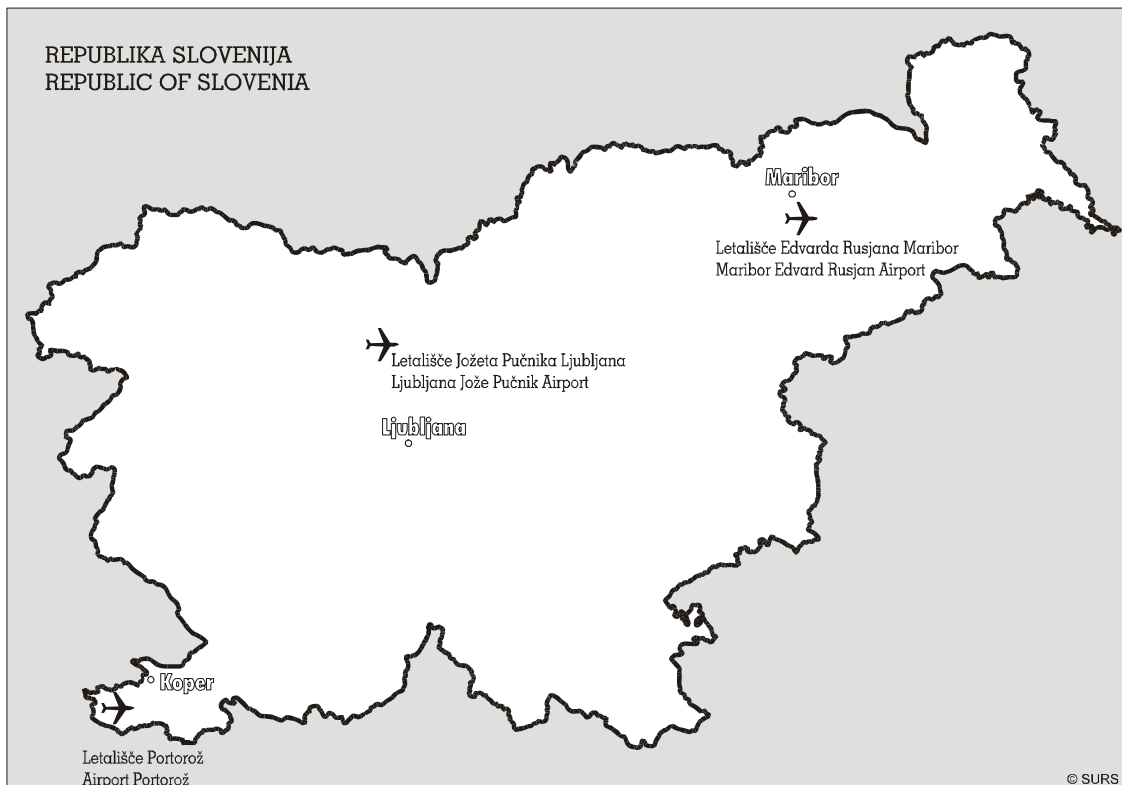 REPUBLIKA SLOVENIJA
REPUBLIC OF SLOVENIA
Maribor
Letališče Edvarda Rusjana Maribor
Maribor Edvard Rusjan Airport
Letališče Jožeta Pučnika Ljubljana
Ljubljana Jože Pučnik Airport
Ljubljana
Koper
Letališče Portorož
Airport Portorož
© SURS